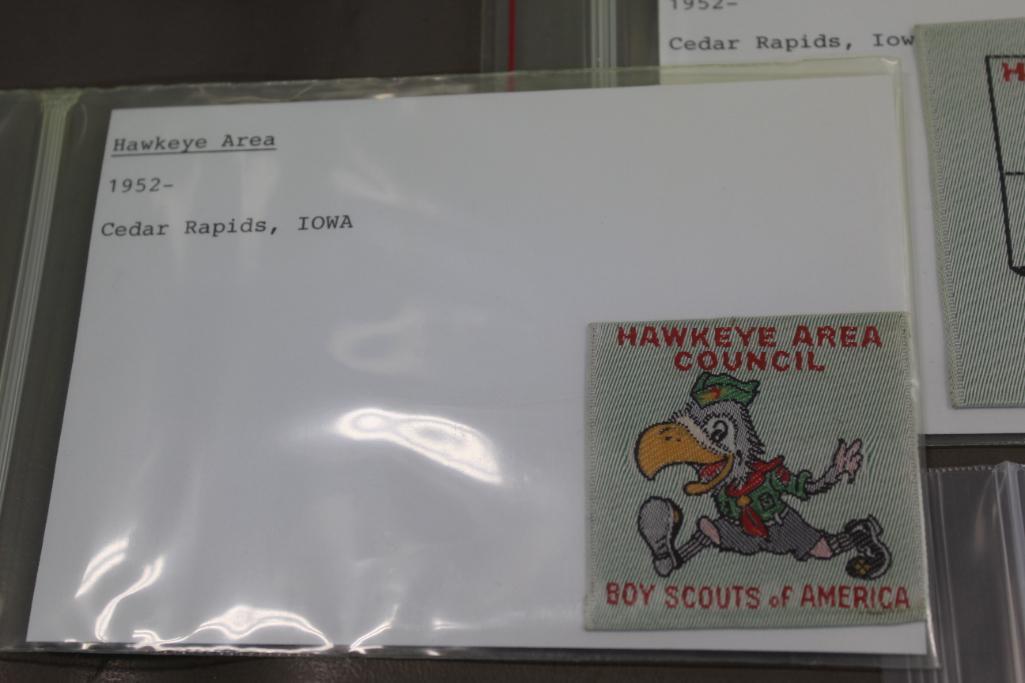 Hawkeye Area
1952-
Cedar Rapids, IOWA
HAWKEYE AREA
COUNCIL
BOY SCOUTS oF AMERICA
1952-
Cedar Rapids, Iow
H